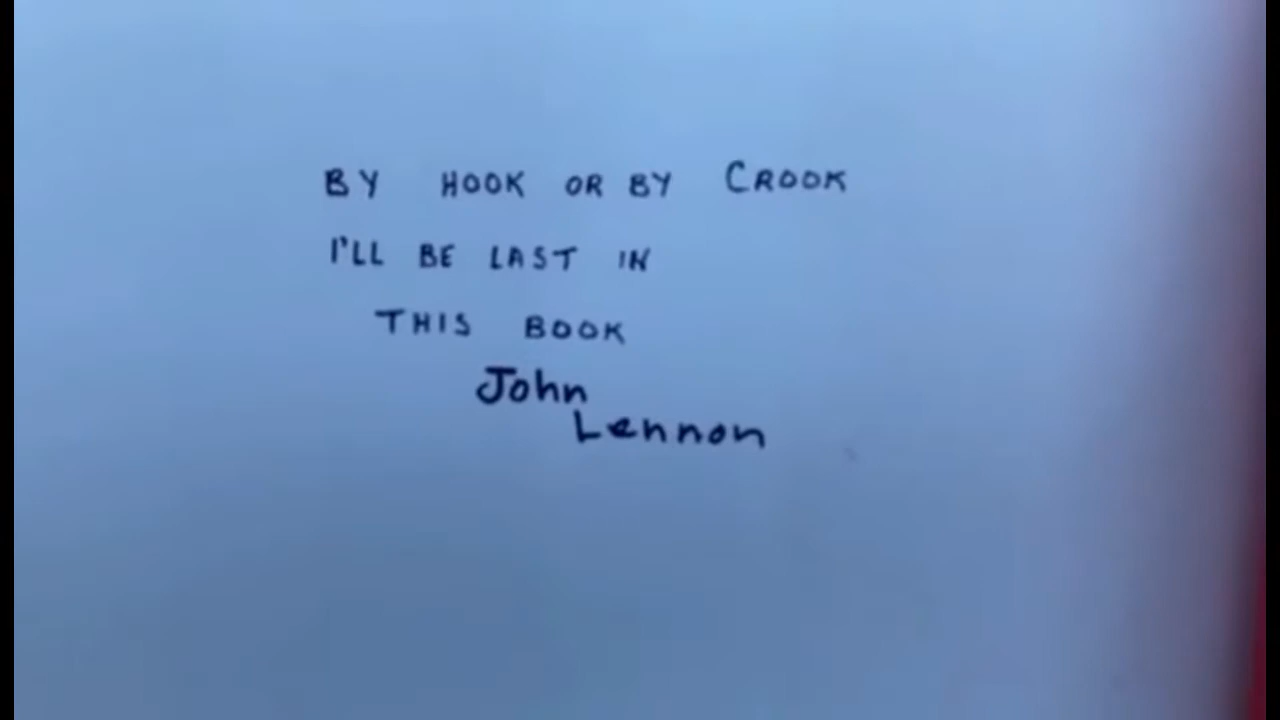 BY HOOK OR BY CROOK
I'LL BE LAST IN
THIS BOOK
John
Lennon